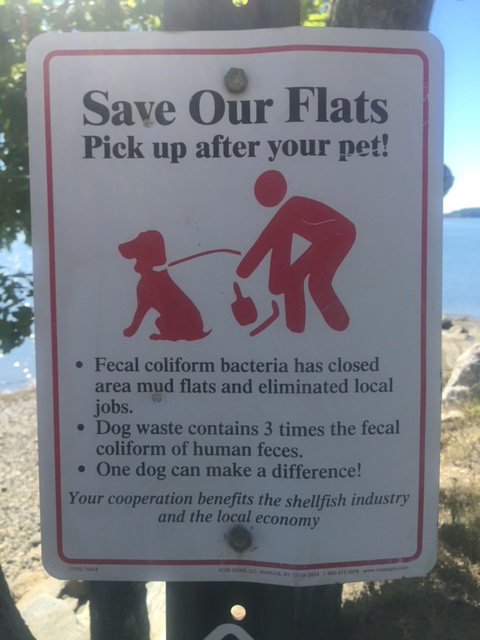 Save Our Flats
Pick up after your pet!
• Fecal coliform bacteria has closed
area mud flats and eliminated local
jobs.
• Dog waste contains 3 times the fecal
coliform of human feces.
• One dog can make a difference!
Your cooperation benefits the shellfish industry
and the local economy